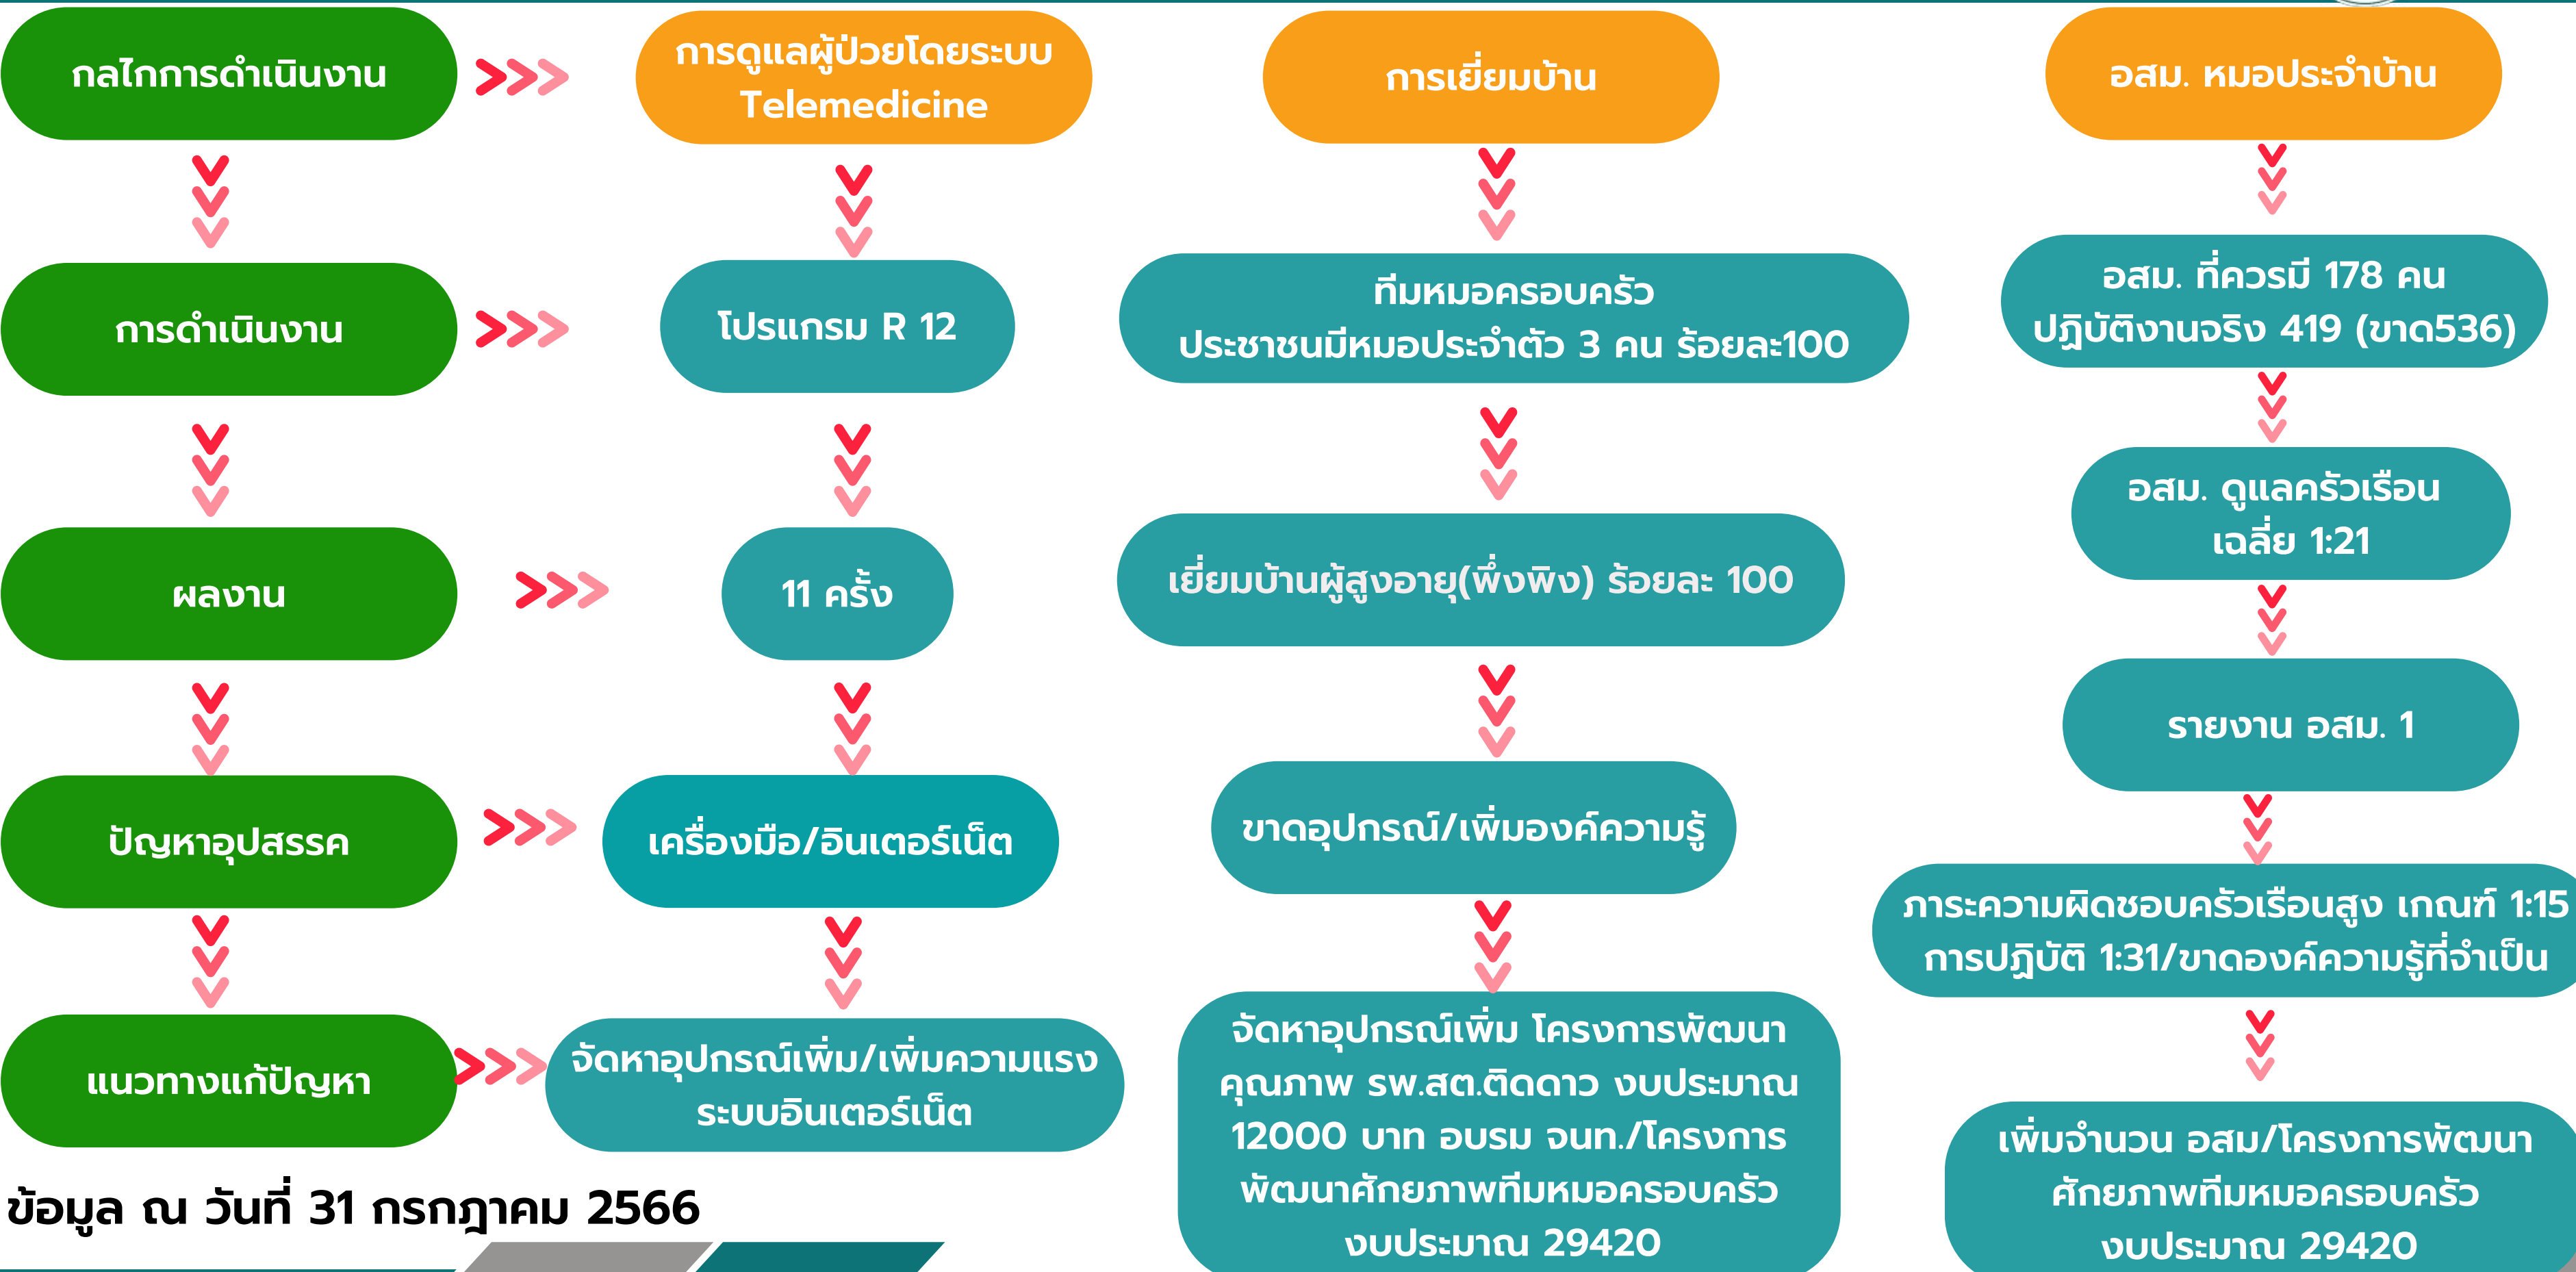 กลไกการดำเนินงาน
การดูแลผู้ป่วยโดยระบบ
Telemedicine
การเยี่ยมบ้าน
อสม. หมอประจำบ้าน
การดำเนินงาน
โปรแกรม R 12
ทีมหมอครอบครัว
ประชาชนมีหมอประจำตัว 3 คน ร้อยละ100
อสม. ที่ควรมี 178 คน
ปฏิบัติงานจริง 419 (ขาด536)
อสม. ดูแลครัวเรือน
เฉลี่ย 1:21
ผลงาน
11 ครั้ง
เยี่ยมบ้านผู้สูงอายุ(พึ่งพิง) ร้อยละ 100
รายงาน อสม. 1
ปัญหาอุปสรรค
เครื่องมือ/อินเตอร์เน็ต
ขาดอุปกรณ์/เพิ่มองค์ความรู้
ภาระความผิดชอบครัวเรือนสูง เกณฑ์ 1:15
การปฏิบัติ 1:31/ขาดองค์ความรู้ที่จำเป็น
แนวทางแก้ปัญหา
จัดหาอุปกรณ์เพิ่ม/เพิ่มความแรง
ระบบอินเตอร์เน็ต
จัดหาอุปกรณ์เพิ่ม โครงการพัฒนา
คุณภาพ รพ.สต.ติดดาว งบประมาณ
12000 บาท อบรม จนท./โครงการ
พัฒนาศักยภาพทีมหมอครอบครัว
งบประมาณ 29420
เพิ่มจำนวน อสม/โครงการพัฒนา
ศักยภาพทีมหมอครอบครัว
งบประมาณ 29420
ข้อมูล ณ วันที่ 31 กรกฎาคม 2566